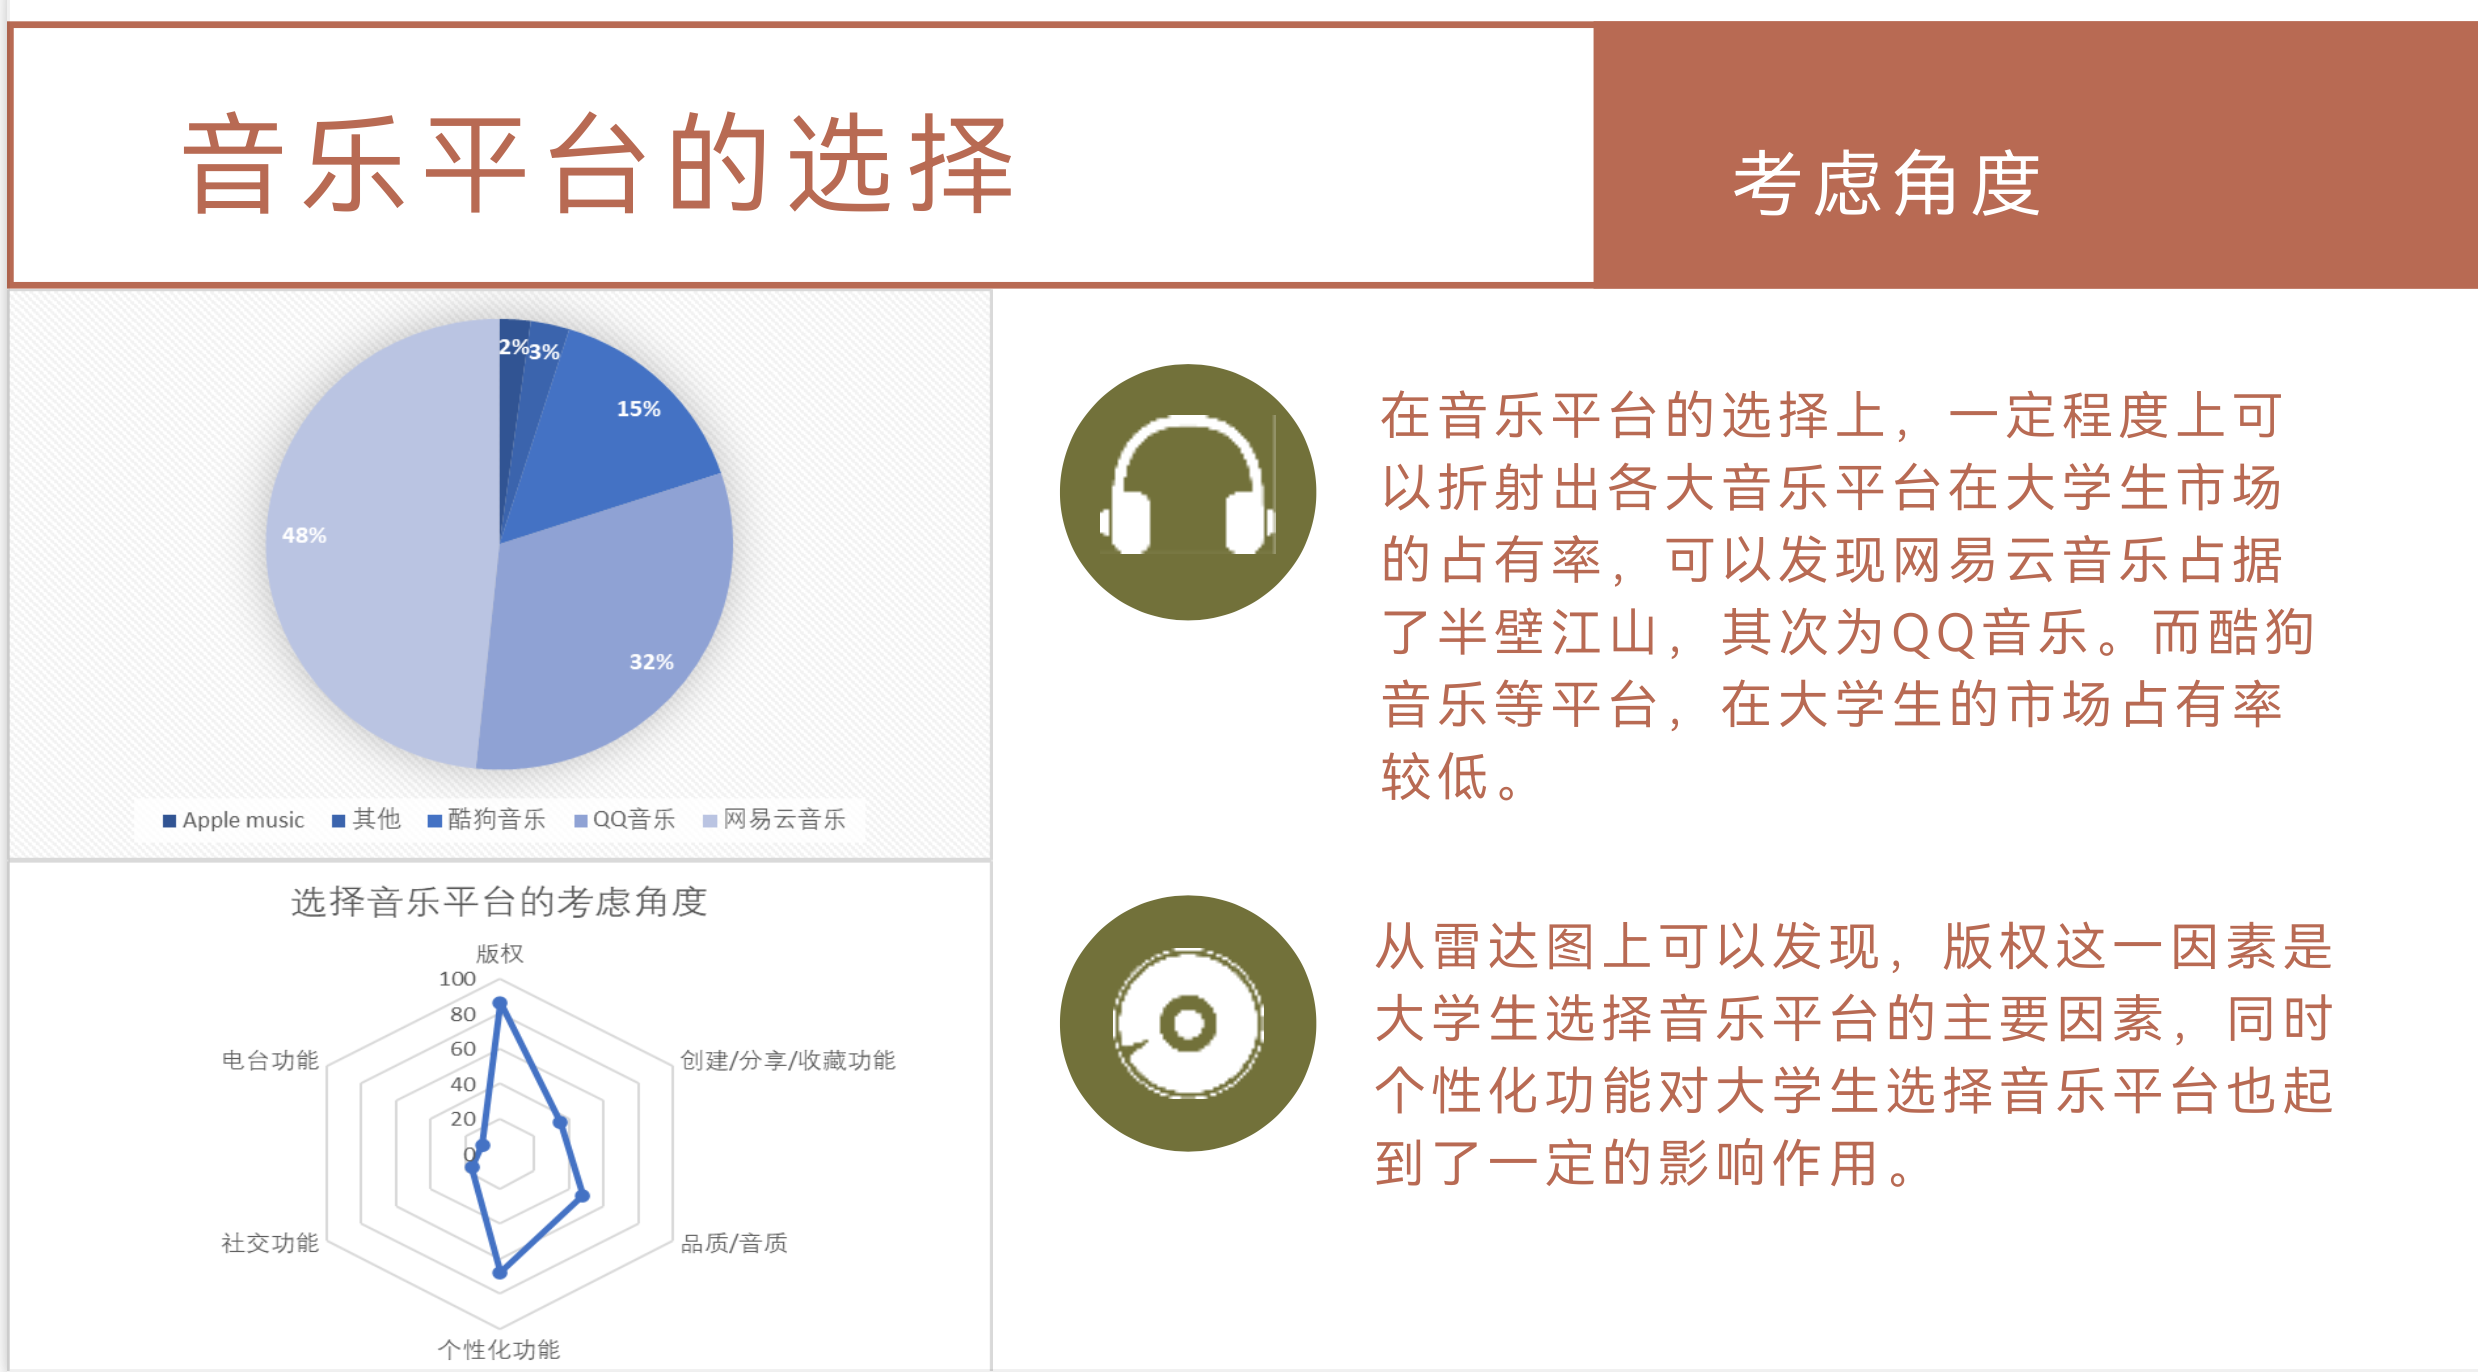 音乐平台的选择
考虑角度
2%
3%
15%
48%
32%
Apple music 其他 酷狗音乐 QQ音乐 网易云音乐
在音乐平台的选择上，一定程度上可
以折射出各大音乐平台在大学生市场
的占有率，可以发现网易云音乐占据
了半壁江山，其次为QQ音乐。而酷狗
音乐等平台，在大学生的市场占有率
较低。
选择音乐平台的考虑角度
版权
100
80
60
40
20
0
电台功能
创建/分享/收藏功能
社交功能
品质/音质
个性化功能
从雷达图上可以发现，版权这一因素是
大学生选择音乐平台的主要因素，同时
个性化功能对大学生选择音乐平台也起
到了一定的影响作用。